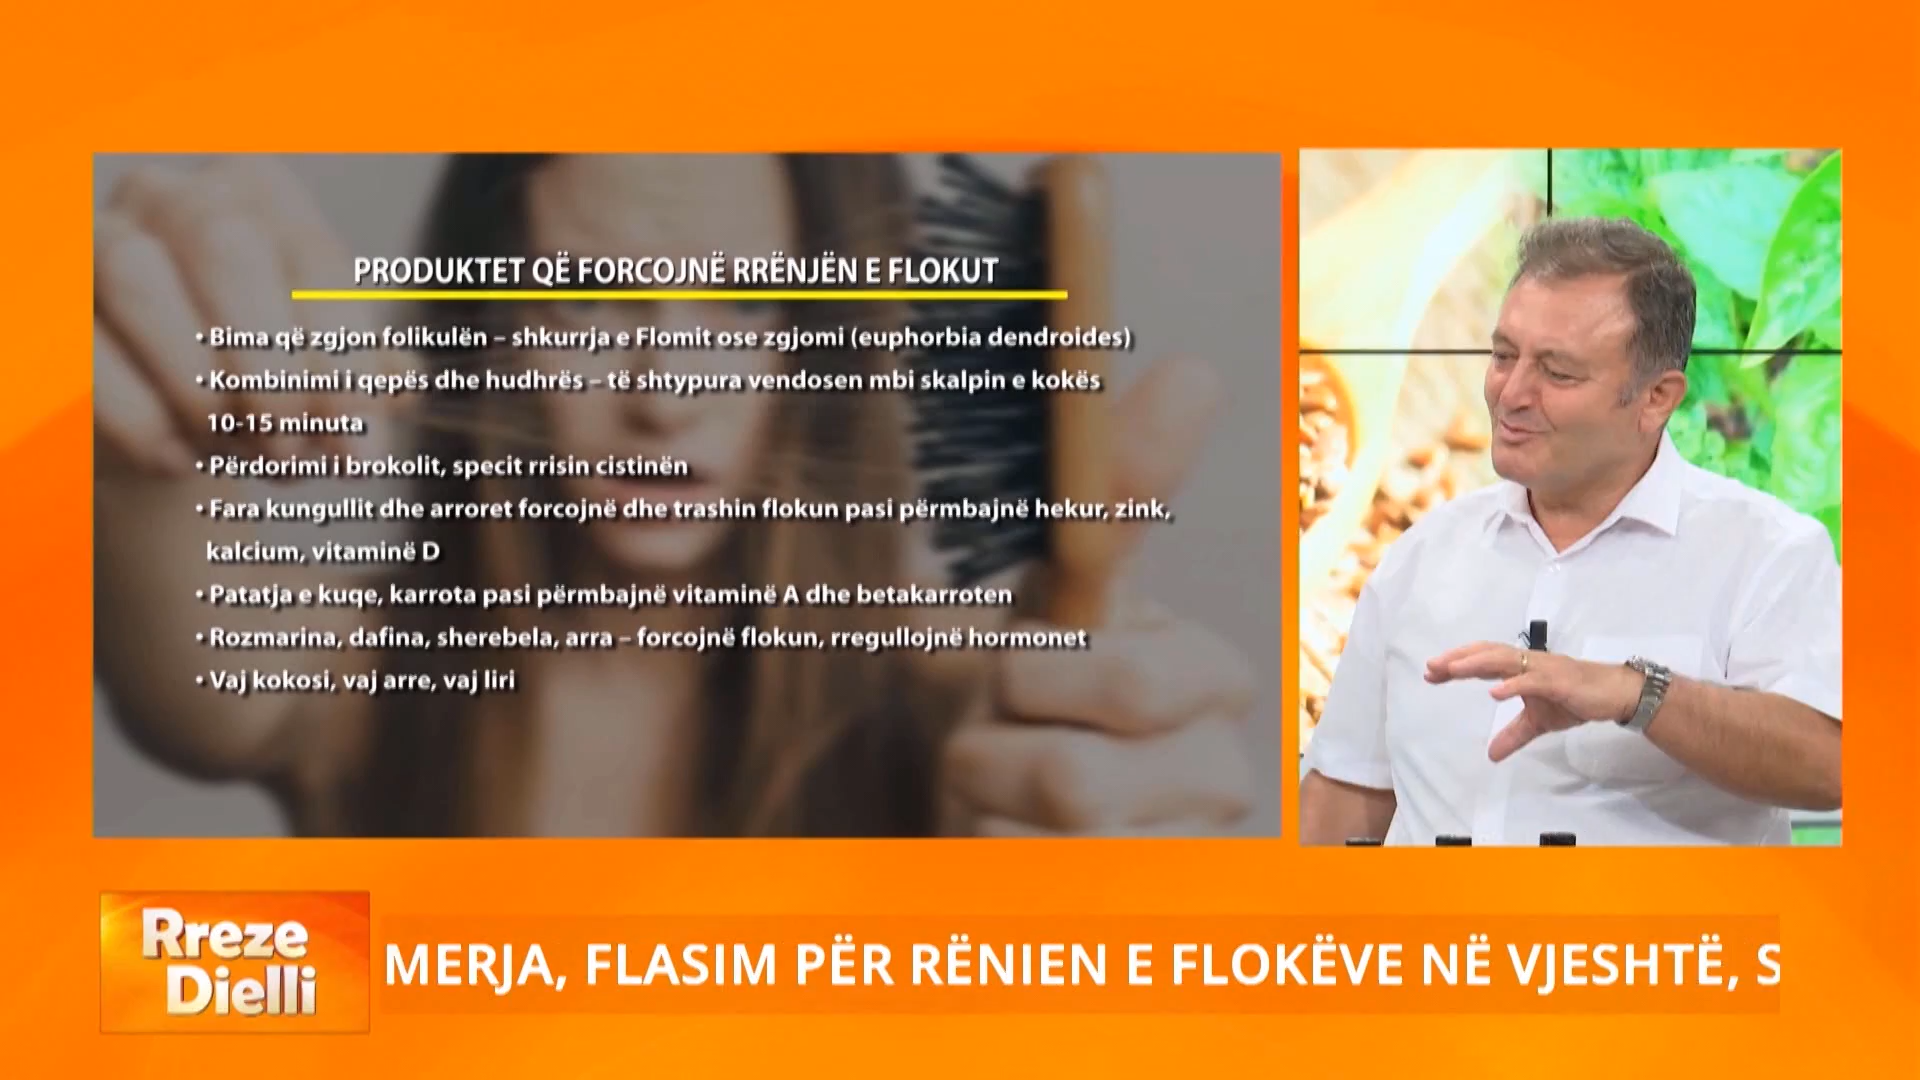 PRODUKTET QË FORCOJNË RRËNJËN E FLOKUT
• Bima që zgjon folikulën – shkurrja e Flomit ose zgjomi (euphorbia dendroides)
• Kombinimi i qepës dhe hudhrës – të shtypura vendosen mbi skalpin e kokës
10-15 minuta
• Përdorimi i brokolit, specit rrisin cistinën
• Fara kungullit dhe arroret forcojnë dhe trashin flokun pasi përmbajnë hekur, zink,
kalcium, vitaminë D
• Patatja e kuqe, karrota pasi përmbajnë vitaminë A dhe betakarroten
• Rozmarina, dafina, sherebela, arra – forcojnë flokun, rregullojnë hormonet
• Vaj kokosi, vaj arre, vaj liri
Rreze
Dielli
MERJA, FLASIM PËR RËNIEN E FLOKËVE NË VJESHTË, S